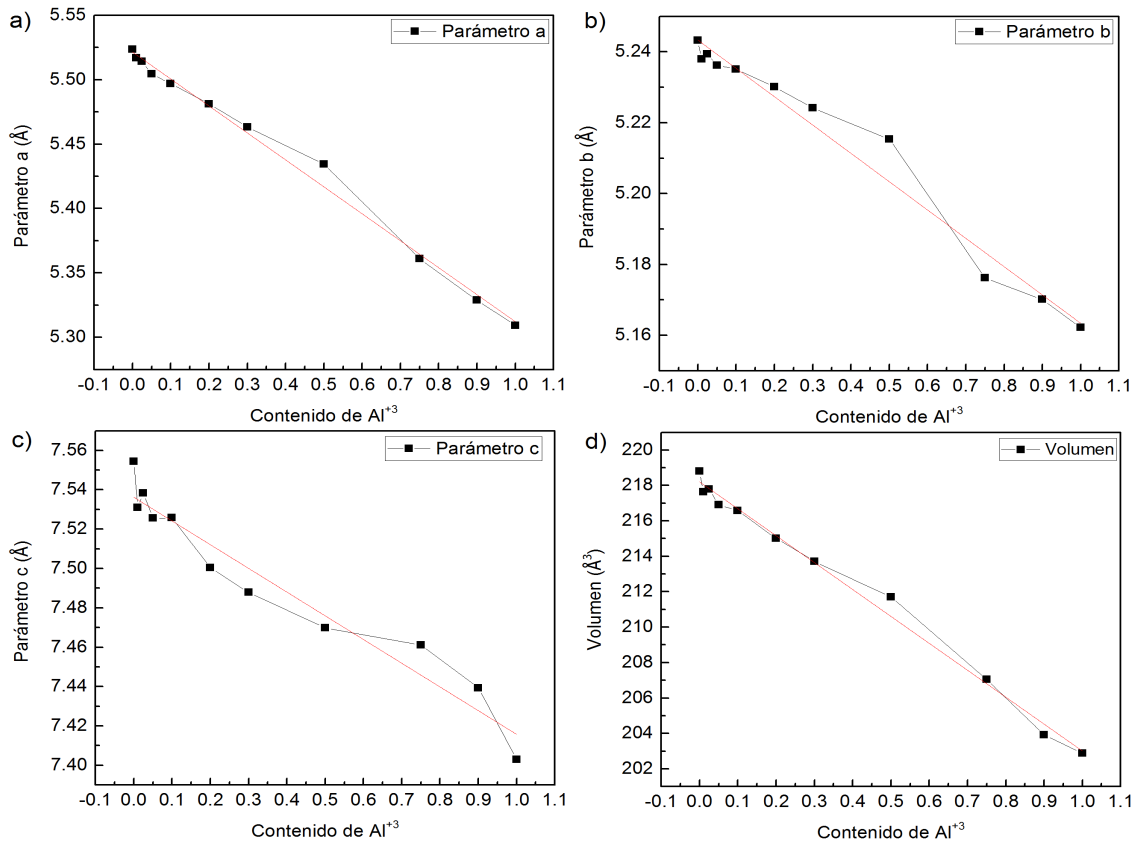 a)
5.55
5.50
5.45
5.40
5.35
5.30
Parámetro a (Å)
Parámetro a
-0.1 0.0 0.1 0.2 0.3 0.4 0.5 0.6 0.7 0.8 0.9 1.0 1.1
Contenido de Al⁺³
b)
5.24
5.22
5.20
5.18
5.16
Parámetro b (Å)
Parámetro b
-0.1 0.0 0.1 0.2 0.3 0.4 0.5 0.6 0.7 0.8 0.9 1.0 1.1
Contenido de Al⁺³
c)
7.56
7.54
7.52
7.50
7.48
7.46
7.44
7.42
7.40
Parámetro c (Å)
Parámetro c
-0.1 0.0 0.1 0.2 0.3 0.4 0.5 0.6 0.7 0.8 0.9 1.0 1.1
Contenido de Al⁺³
d)
220
218
216
214
212
210
208
206
204
202
Volumen (Å³)
Volumen
-0.1 0.0 0.1 0.2 0.3 0.4 0.5 0.6 0.7 0.8 0.9 1.0 1.1
Contenido de Al⁺³